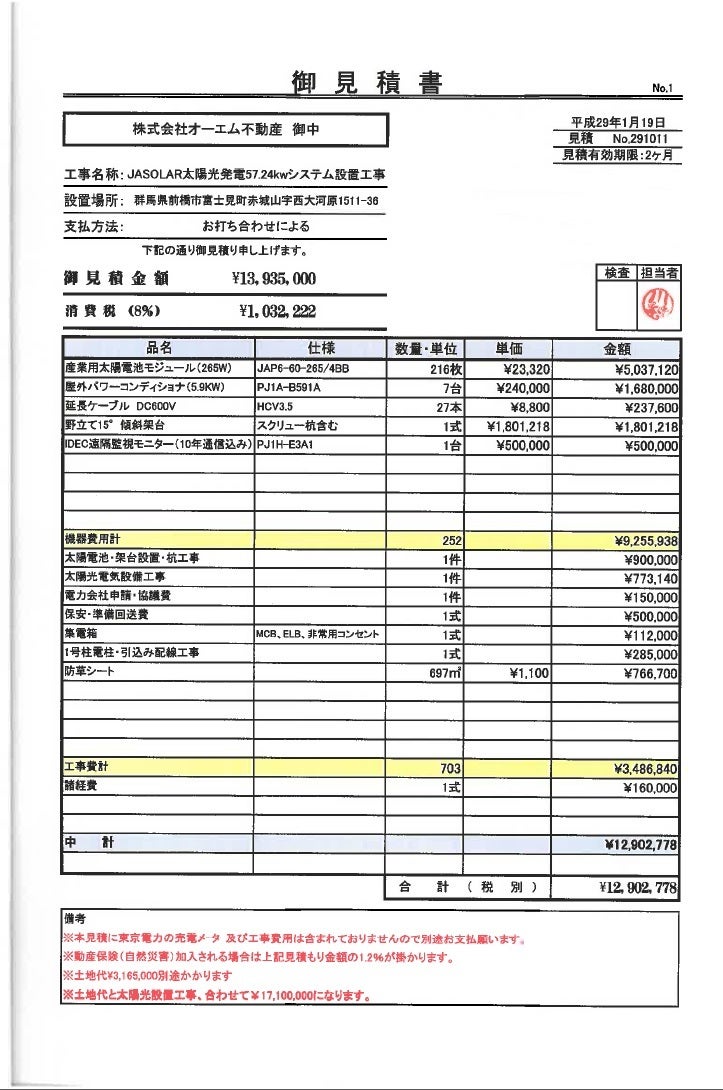 御見積書
No.1
株式会社オーエム不動産 御中
平成29年1月19日
見積 No,291011
見積有効期限:2ヶ月
工事名称:JASOLAR太陽光発電57.24kwシステム設置工事
設置場所: 群馬県前橋市富士見町赤城山字西大河原1511-36
支払方法: お打ち合わせによる
下記の通り御見積り申し上げます。
御見積金額 ¥13,935,000
検査 担当者
消費税 (8%) ¥1,032,222
品名 仕様 数量・単位 単価 金額
産業用太陽電池モジュール(265W) JAP6-60-265/4BB 216枚 ¥23,320 ¥5,037,120
屋外パワーコンディショナ(5.9KW) PJ1A-B591A 7台 ¥240,000 ¥1,680,000
延長ケーブル DC600V HCV3.5 27本 ¥8,800 ¥237,600
野立て15°傾斜架台 スクリュー杭含む 1式 ¥1,801,218 ¥1,801,218
IDEC遠隔監視モニター(10年通信込み) PJ1H-E3A1 1台 ¥500,000 ¥500,000
機器費用計 252 ¥9,255,938
太陽電池・架台設置・杭工事 1件 ¥900,000
太陽光電気設備工事 1件 ¥773,140
電力会社申請・協議費 1件 ¥150,000
保安・準備回送費 1式 ¥500,000
集電箱 MCB、ELB、非常用コンセント 1式 ¥112,000
1号柱電柱・引込み配線工事 1式 ¥285,000
防草シート 697㎡ ¥1,100 ¥766,700
工事費計 703 ¥3,486,840
諸経費 1式 ¥160,000
中 計 ¥12,902,778
合 計 (税 別) ¥12,902,778
備考
※本見積に東京電力の売電メータ 及び工事費用は含まれておりませんので別途お支払願います。
※動産保険(自然災害)加入される場合は上記見積もり金額の1.2%が掛かります。
※土地代¥3,165,000別途かかります
※土地代と太陽光設置工事、合わせて¥17,100,000になります。